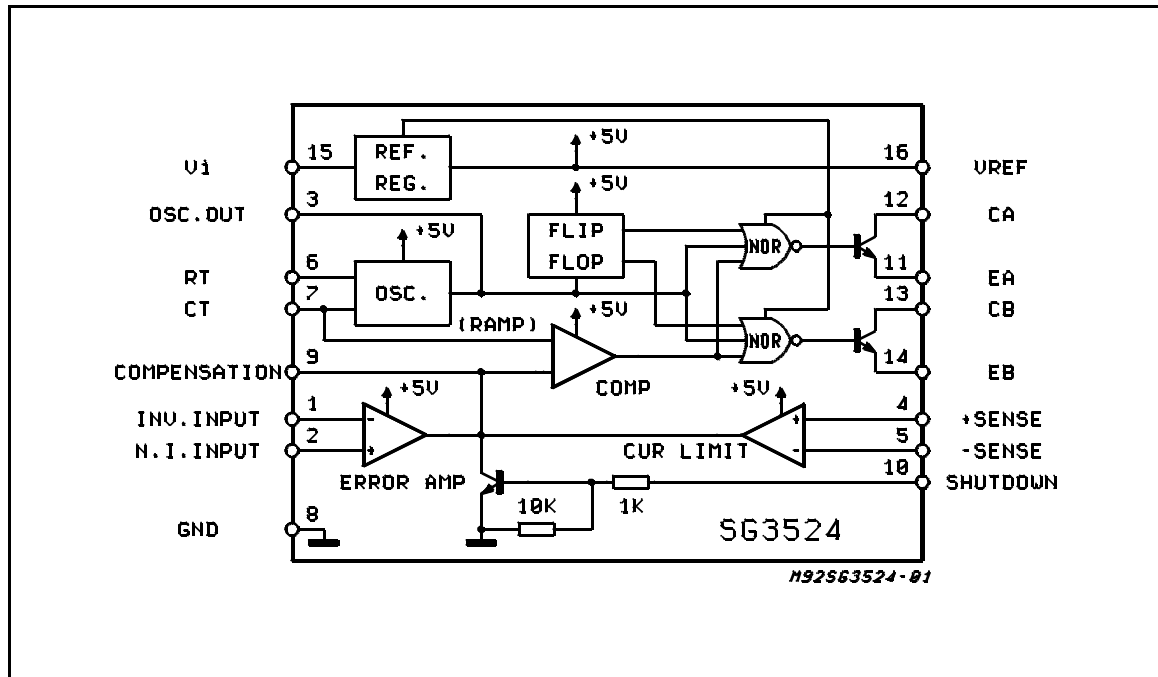 15
REF.
+5V
16
Vi
REG.
VREF
3
+5V
12
OSC.OUT
CA
+5V
FLIP
NOR
6
FLOP
11
RT
OSC.
EA
7
13
CT
(RAMP)
+5V
CB
9
NOR
14
COMPENSATION
COMP
EB
+5V
+5V
1
-
+
4
INV.INPUT
+SENSE
2
+
-
5
N.I.INPUT
CUR LIMIT
-SENSE
10
ERROR AMP
SHUTDOWN
10K
1K
8
GND
SG3524
M92SG3524-01